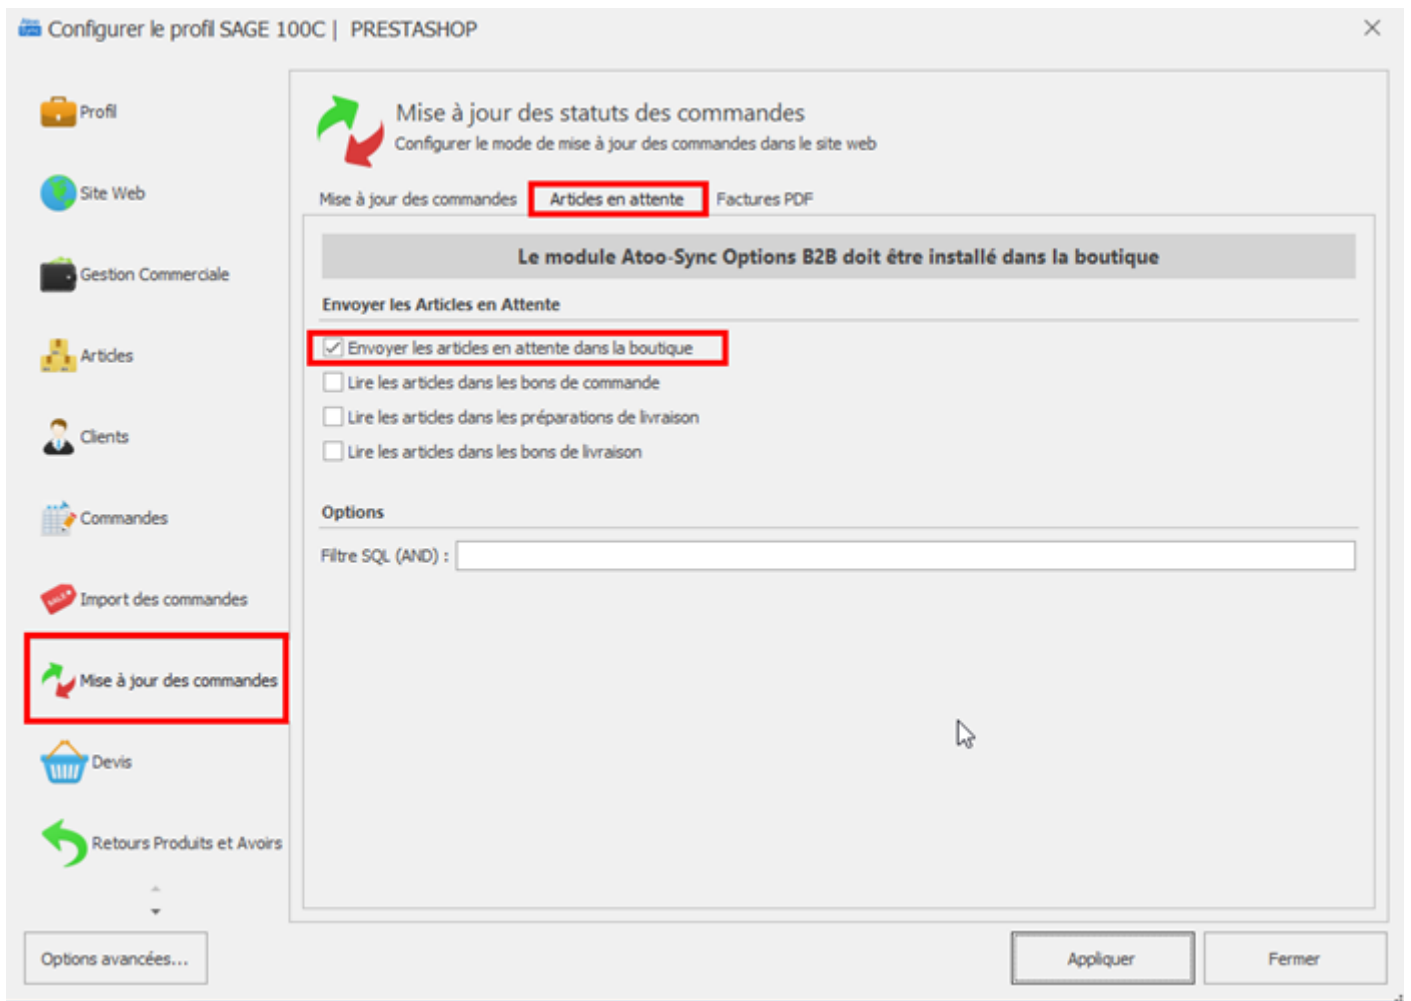 Configurer le profil SAGE 100C | PRESTASHOP
Profil
Site Web
Gestion Commerciale
Articles
Clients
Commandes
Import des commandes
Mise à jour des commandes
Devis
Retours Produits et Avoirs
Options avancées...
Mise à jour des statuts des commandes
Configurer le mode de mise à jour des commandes dans le site web
Mise à jour des commandes Articles en attente Factures PDF
Le module Atoo-Sync Options B2B doit être installé dans la boutique
Envoyer les Articles en Attente
Envoyer les articles en attente dans la boutique
Lire les articles dans les bons de commande
Lire les articles dans les préparations de livraison
Lire les articles dans les bons de livraison
Options
Filtre SQL (AND) :
Appliquer Fermer